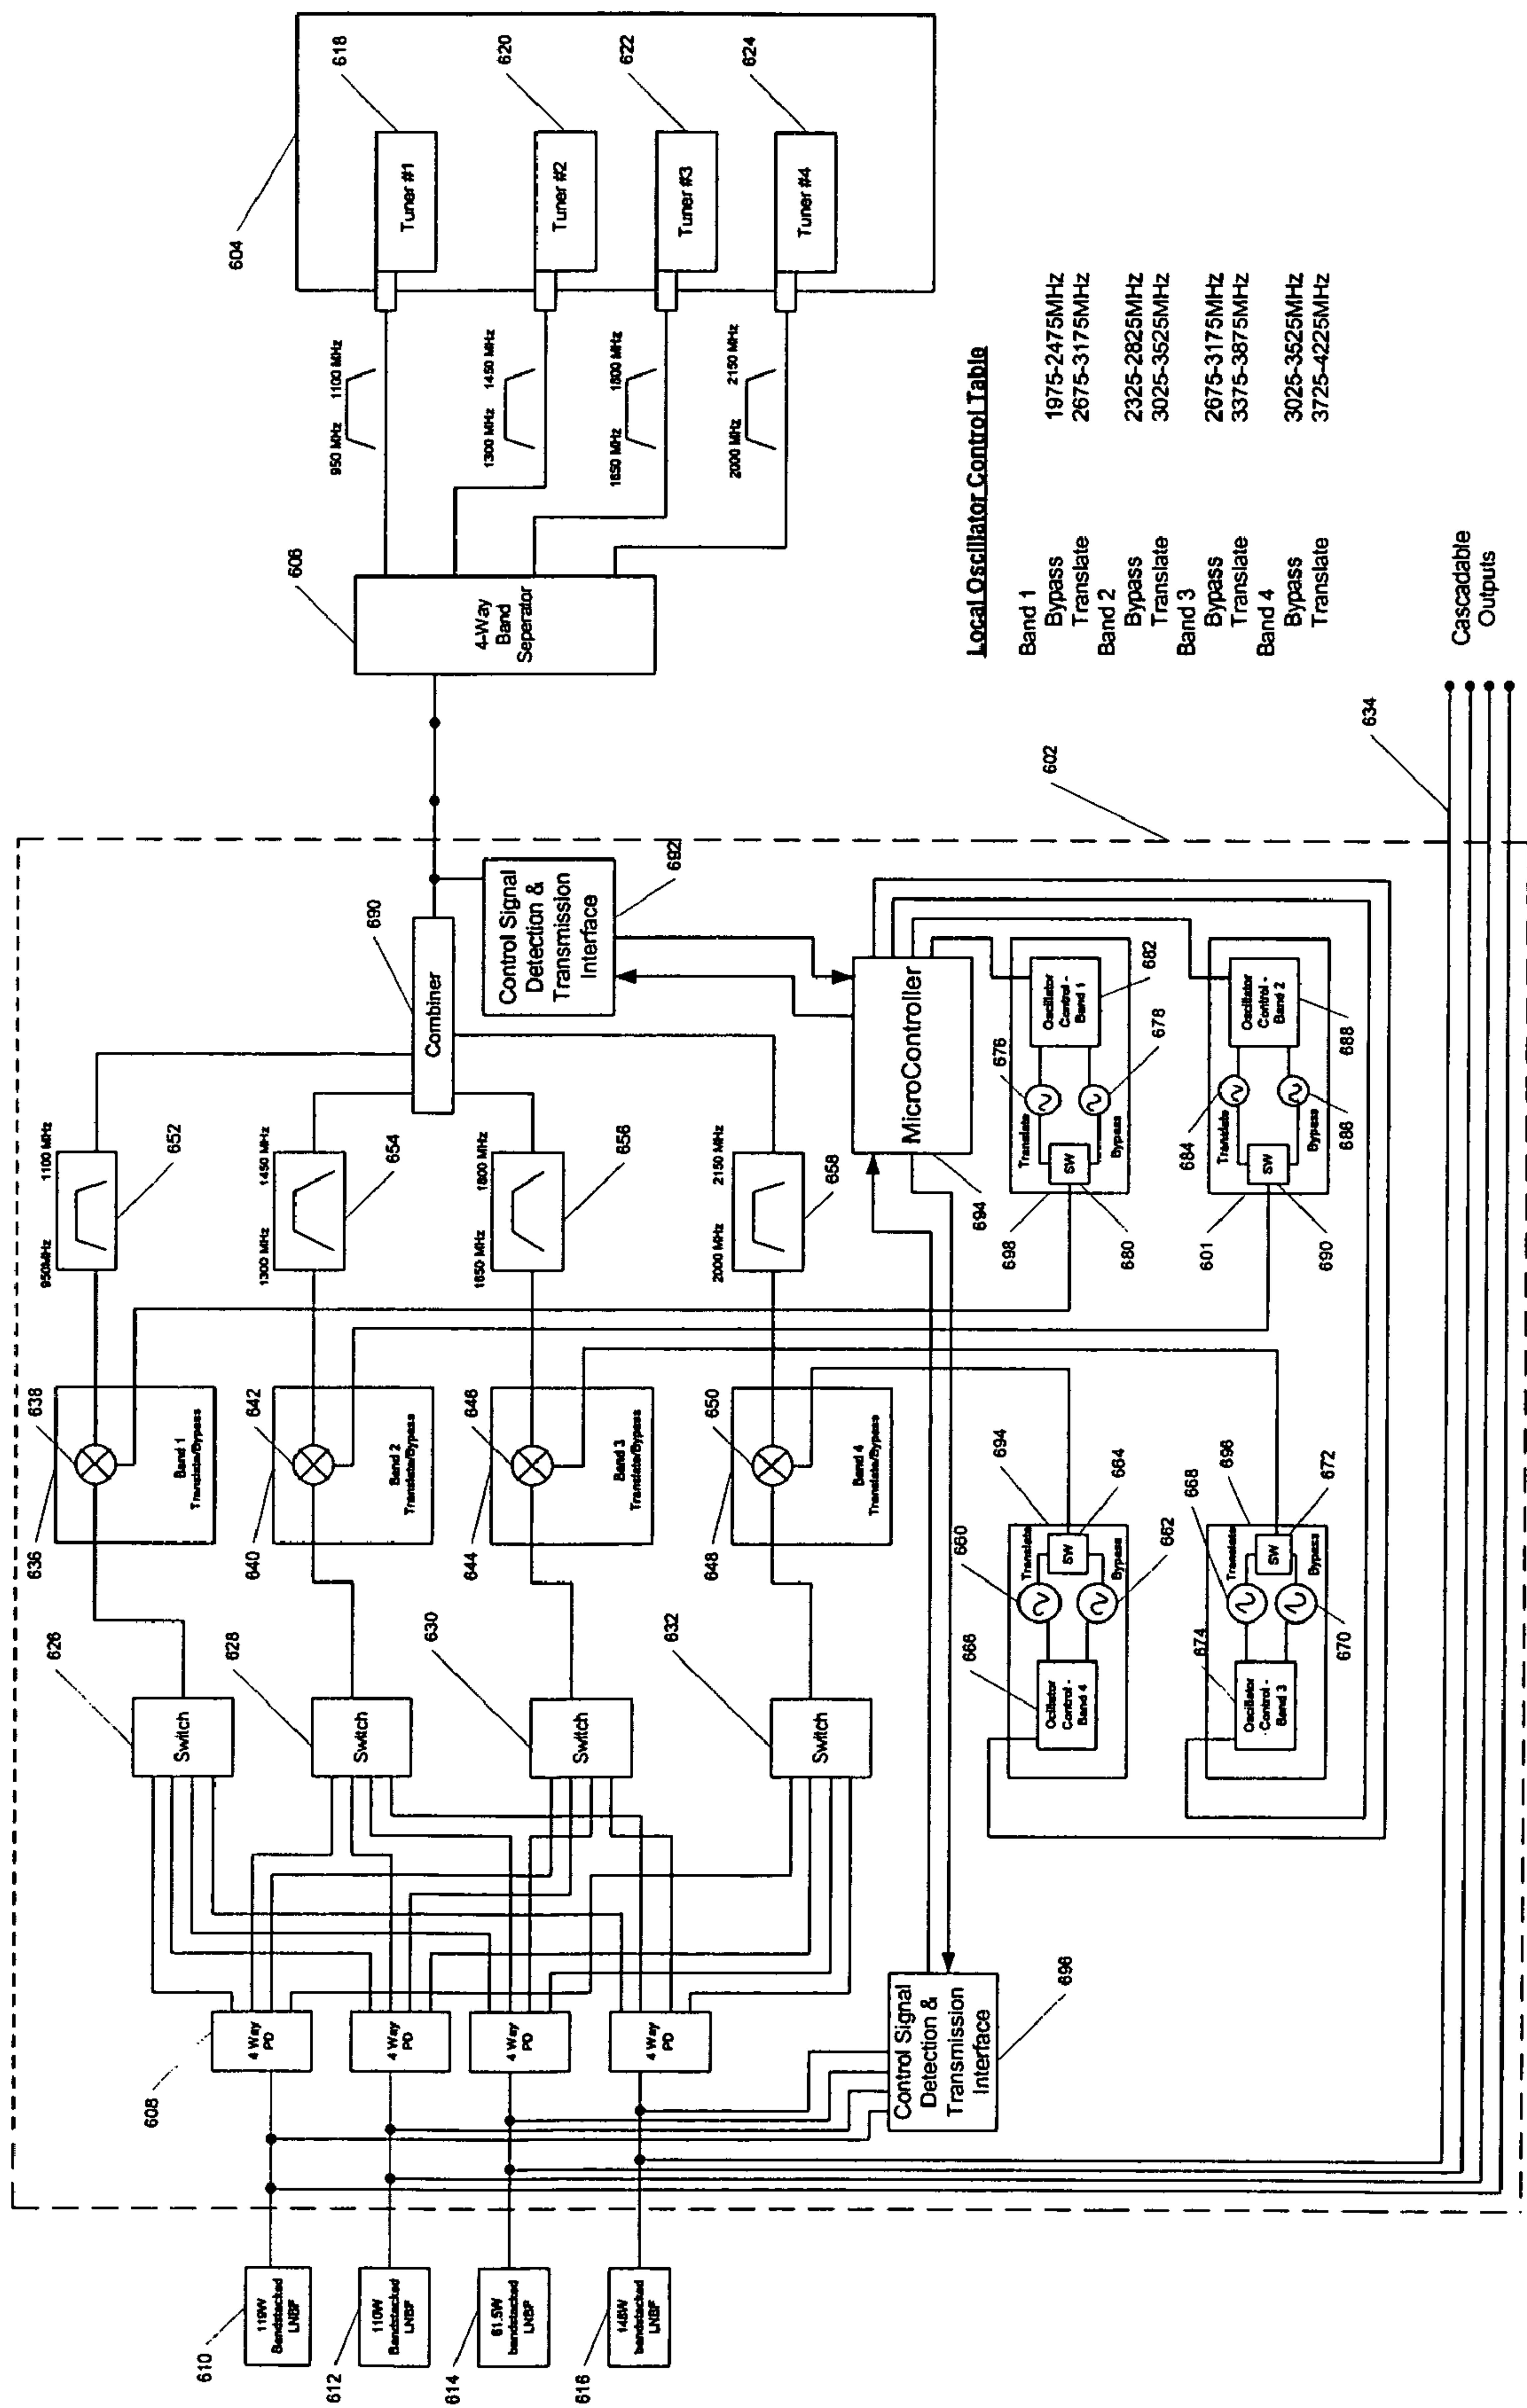 610
119W
Bandstacked
LNBF
612
110W
Bandstacked
LNBF
614
61.5W
bandstacked
LNBF
616
148W
bandstacked
LNBF
608
4 Way
PD
4 Way
PD
4 Way
PD
4 Way
PD
696
Control Signal
Detection &
Transmission
Interface
626
Switch
628
Switch
630
Switch
632
Switch
636
638
Band 1
Translate/Bypass
640
642
Band 2
Translate/Bypass
644
646
Band 3
Translate/Bypass
648
650
Band 4
Translate/Bypass
950MHz
1100 MHz
652
1300 MHz
1450 MHz
654
1650 MHz
1800 MHz
656
2000 MHz
2150 MHz
658
690
Combiner
692
Control Signal
Detection &
Transmission
Interface
694
MicroController
666
660
694
664
662
Ocillator
Control -
Band 4
Translate
SW
Bypass
674
668
696
672
670
Oscillator
Control -
Band 3
Translate
SW
Bypass
698
680
676
678
682
Translate
SW
Bypass
Oscillator
Control -
Band 1
601
690
684
686
688
Translate
SW
Bypass
Oscillator
Control -
Band 2
602
634
Cascadable
Outputs
606
4-Way
Band
Seperator
950 MHz
1100 MHz
1300 MHz
1450 MHz
1650 MHz
1800 MHz
2000 MHz
2150 MHz
604
618
Tuner #1
620
Tuner #2
622
Tuner #3
624
Tuner #4
Local Oscillator Control Table
Band 1
Bypass 1975-2475MHz
Translate 2675-3175MHz
Band 2
Bypass 2325-2825MHz
Translate 3025-3525MHz
Band 3
Bypass 2675-3175MHz
Translate 3375-3875MHz
Band 4
Bypass 3025-3525MHz
Translate 3725-4225MHz